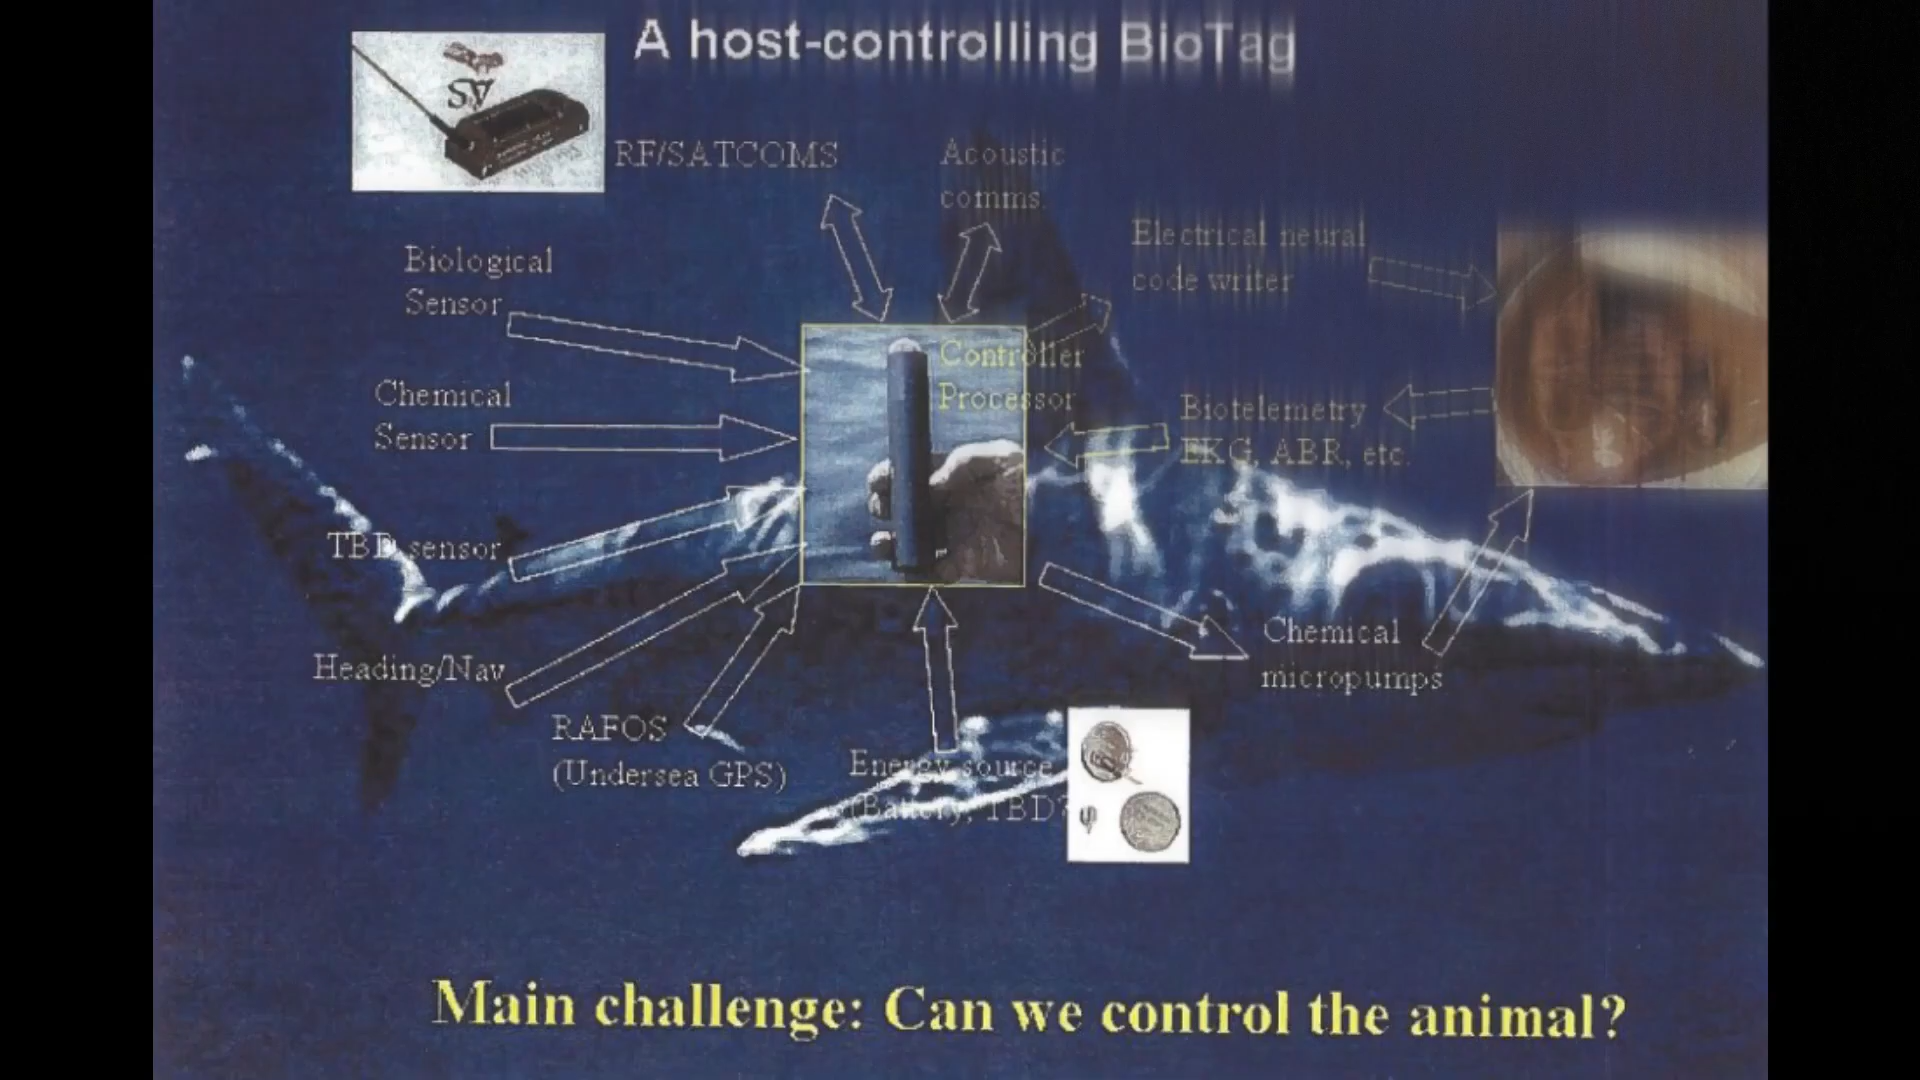 A host-controlling BioTag
RF/SATCOMS
Acoustic
comms.
Electrical neural
code writer
Biological
Sensor
Controller
Processor
Chemical
Sensor
Biotelemetry
EKG, ABR, etc.
TBD sensor
Chemical
micropumps
Heading/Nav
RAFOS
(Undersea GPS)
Energy source
(Battery, TBD?
Main challenge: Can we control the animal?